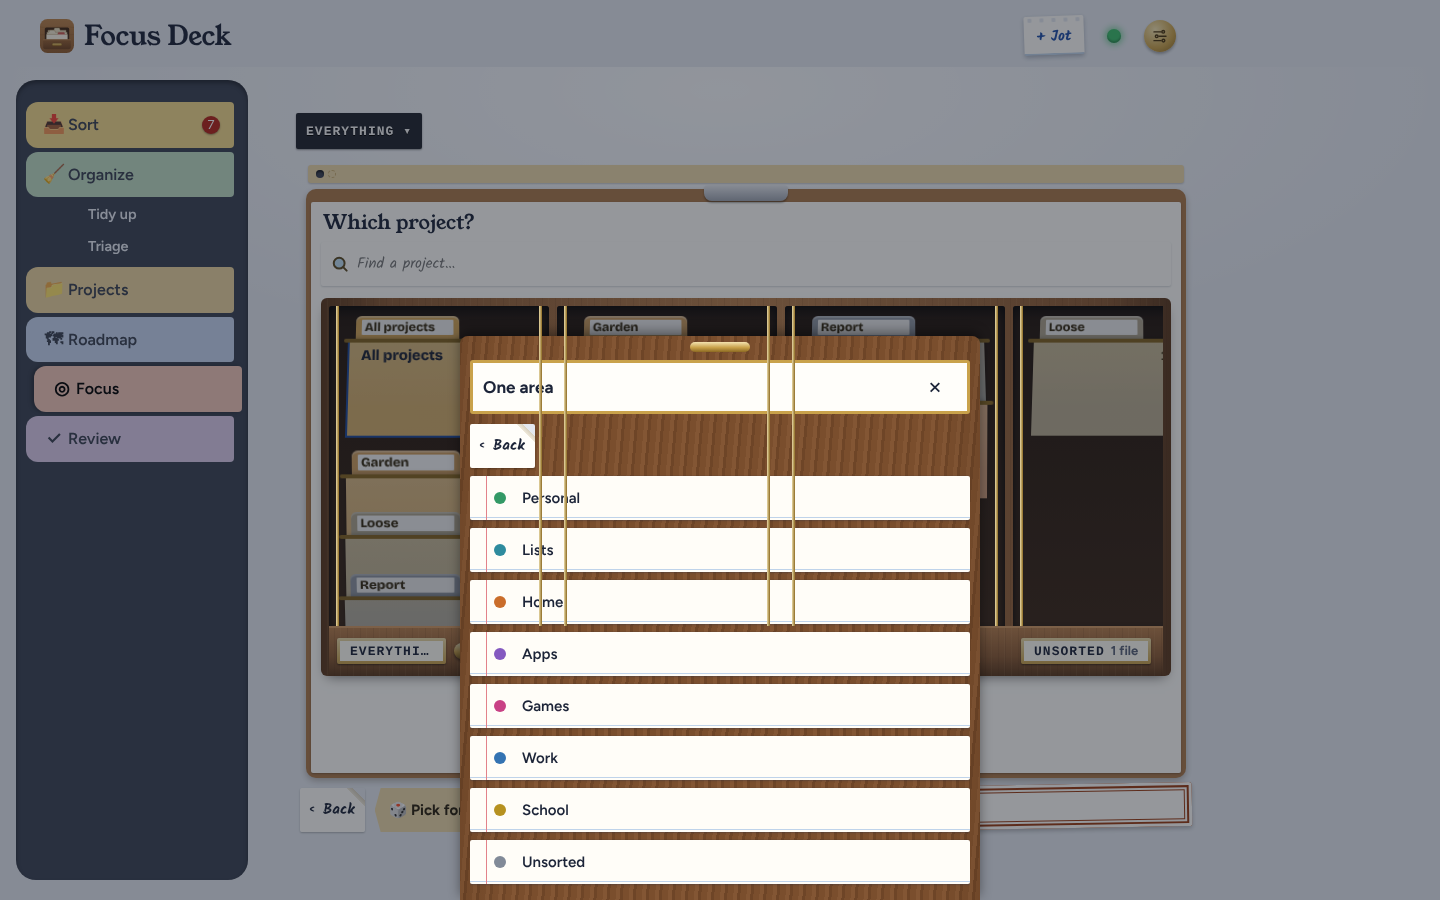 Focus Deck
+ Jot
Sort
7
Organize
Tidy up
Triage
Projects
Roadmap
Focus
Review
EVERYTHING ▾
Which project?
Find a project...
All projects
All projects
Garden
Loose
Report
EVERYTHI...
Garden
Report
Loose
UNSORTED 1 file
One area
✕
‹ Back
Personal
Lists
Home
Apps
Games
Work
School
Unsorted
‹ Back
Pick for